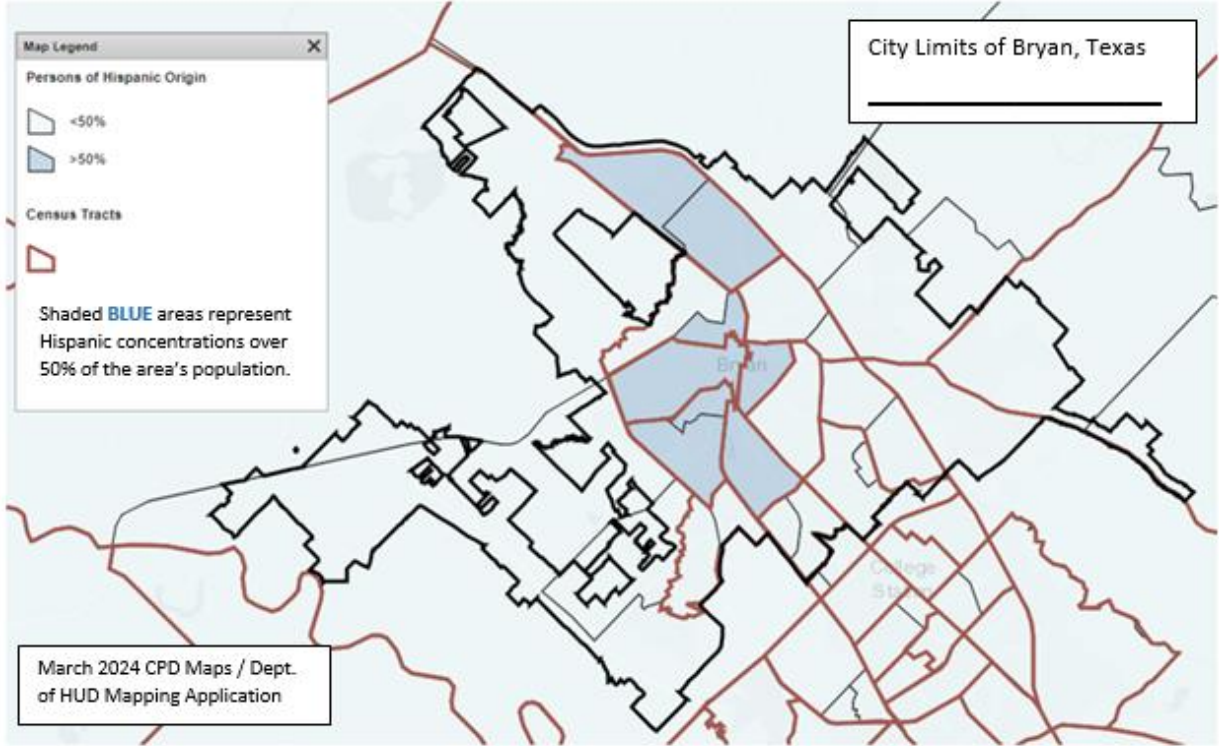 Map Legend X
Persons of Hispanic Origin
<50%
>50%
Census Tracts
Shaded BLUE areas represent
Hispanic concentrations over
50% of the area's population.
City Limits of Bryan, Texas
Bryan
College
Station
March 2024 CPD Maps / Dept.
of HUD Mapping Application